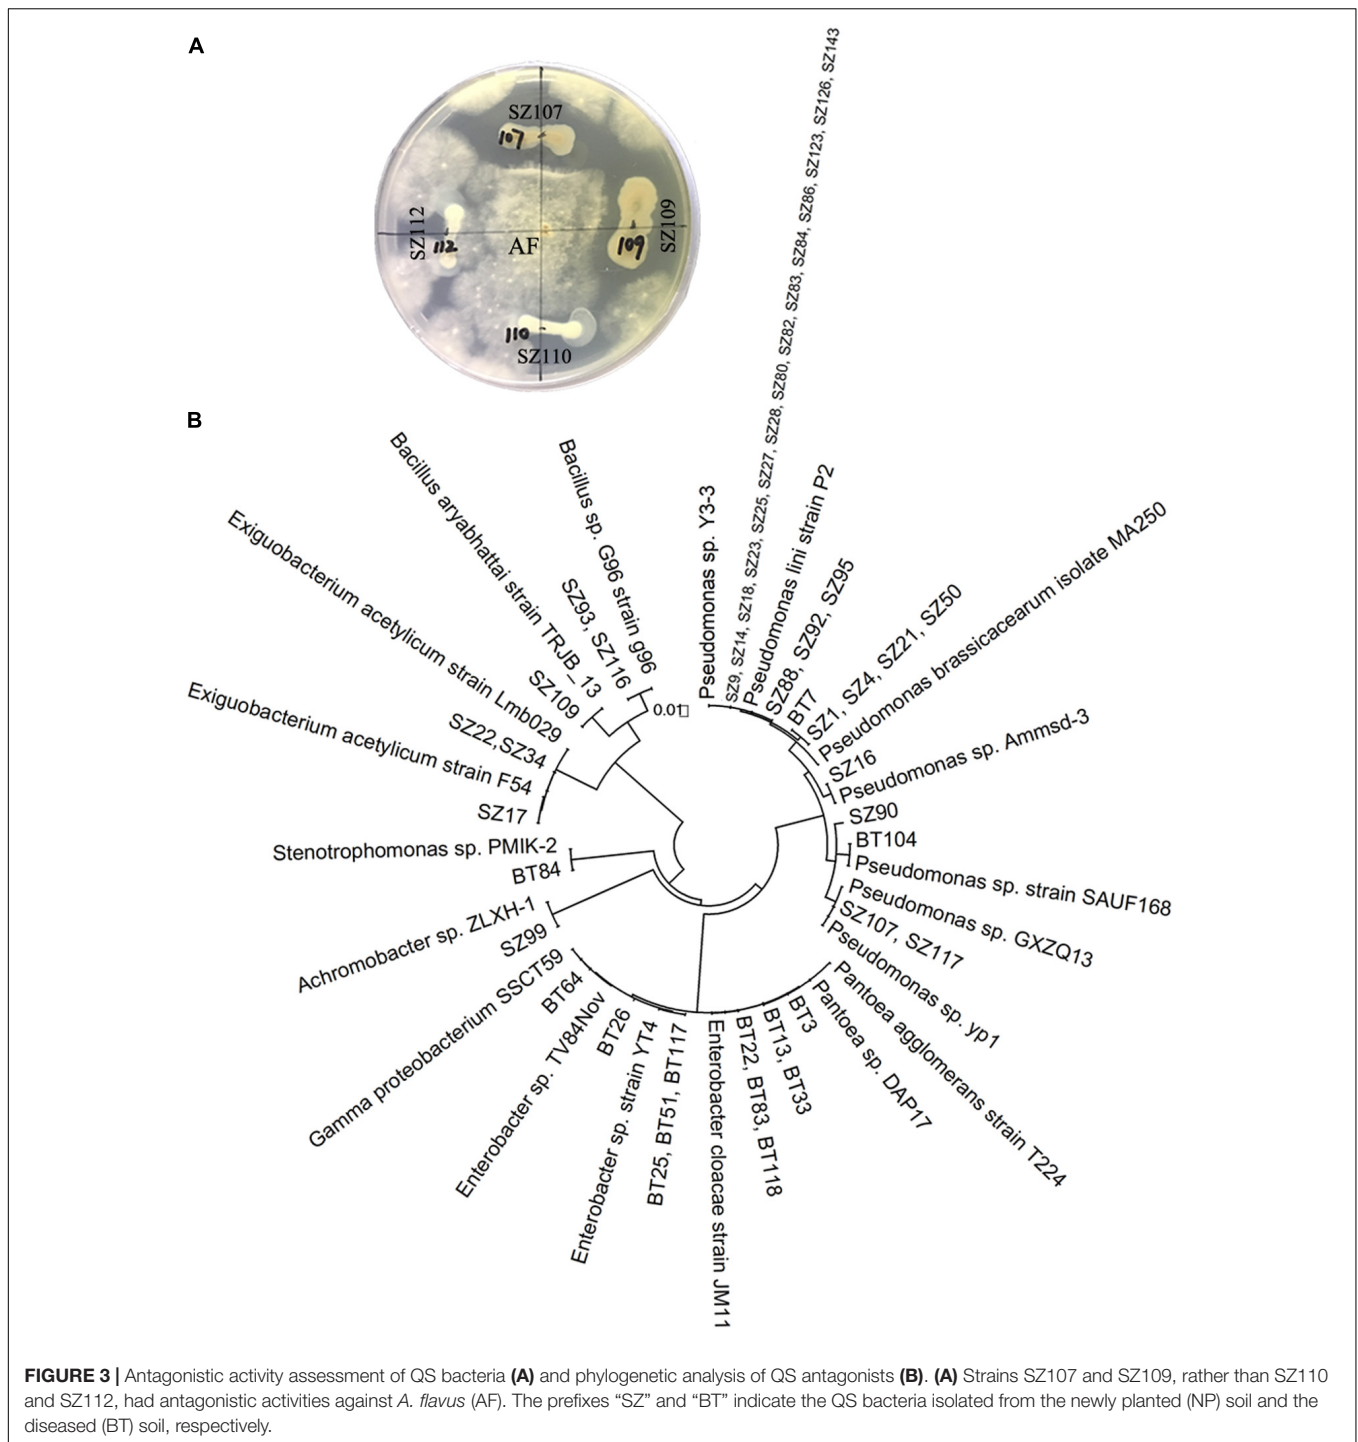 A
SZ107
107
SZ112
112
AF
109
SZ109
110
SZ110
B
Bacillus aryabhattai strain TRJB_13
Bacillus sp. G96 strain g96
SZ93, SZ116
Exiguobacterium acetylicum strain Lmb029
SZ109
SZ22,SZ34
Exiguobacterium acetylicum strain F54
SZ17
0.01
Pseudomonas sp. Y3-3
SZ9, SZ14, SZ18, SZ23, SZ25, SZ27, SZ28, SZ80, SZ82, SZ83, SZ84, SZ86, SZ123, SZ126, SZ143
Pseudomonas lini strain P2
SZ88, SZ92, SZ95
BT7
SZ1, SZ4, SZ21, SZ50
Pseudomonas brassicacearum isolate MA250
SZ16
Pseudomonas sp. Ammsd-3
SZ90
BT104
Pseudomonas sp. strain SAUF168
Pseudomonas sp. GXZQ13
SZ107, SZ117
Pseudomonas sp. yp1
Pantoea agglomerans strain T224
Pantoea sp. DAP17
BT3
BT13, BT33
BT22, BT83, BT118
Enterobacter cloacae strain JM11
BT25, BT51, BT117
Enterobacter sp. strain YT4
BT26
Enterobacter sp. TV84Nov
BT64
Gamma proteobacterium SSCT59
SZ99
Achromobacter sp. ZLXH-1
BT84
Stenotrophomonas sp. PMIK-2
FIGURE 3 | Antagonistic activity assessment of QS bacteria (A) and phylogenetic analysis of QS antagonists (B). (A) Strains SZ107 and SZ109, rather than SZ110
and SZ112, had antagonistic activities against A. flavus (AF). The prefixes “SZ” and “BT” indicate the QS bacteria isolated from the newly planted (NP) soil and the
diseased (BT) soil, respectively.